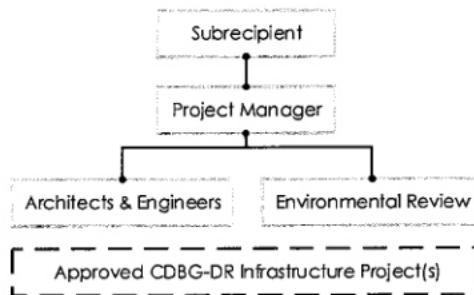 Subrecipient
Project Manager
Architects & Engineers
Environmental Review
Approved CDBG-DR Infrastructure Project(s)